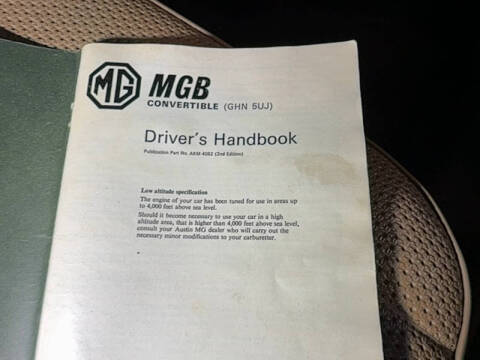 MG MGB
CONVERTIBLE (GHN 5UJ)
Driver's Handbook
Publication Part No. AKM 4052 (2nd Edition)
Low altitude specification
The engine of your car has been tuned for use in areas up
to 4,000 feet above sea level.
Should it become necessary to use your car in a high
altitude area, that is higher than 4,000 feet above sea level,
consult your Austin MG dealer who will carry out the
necessary minor modifications to your carburetter.